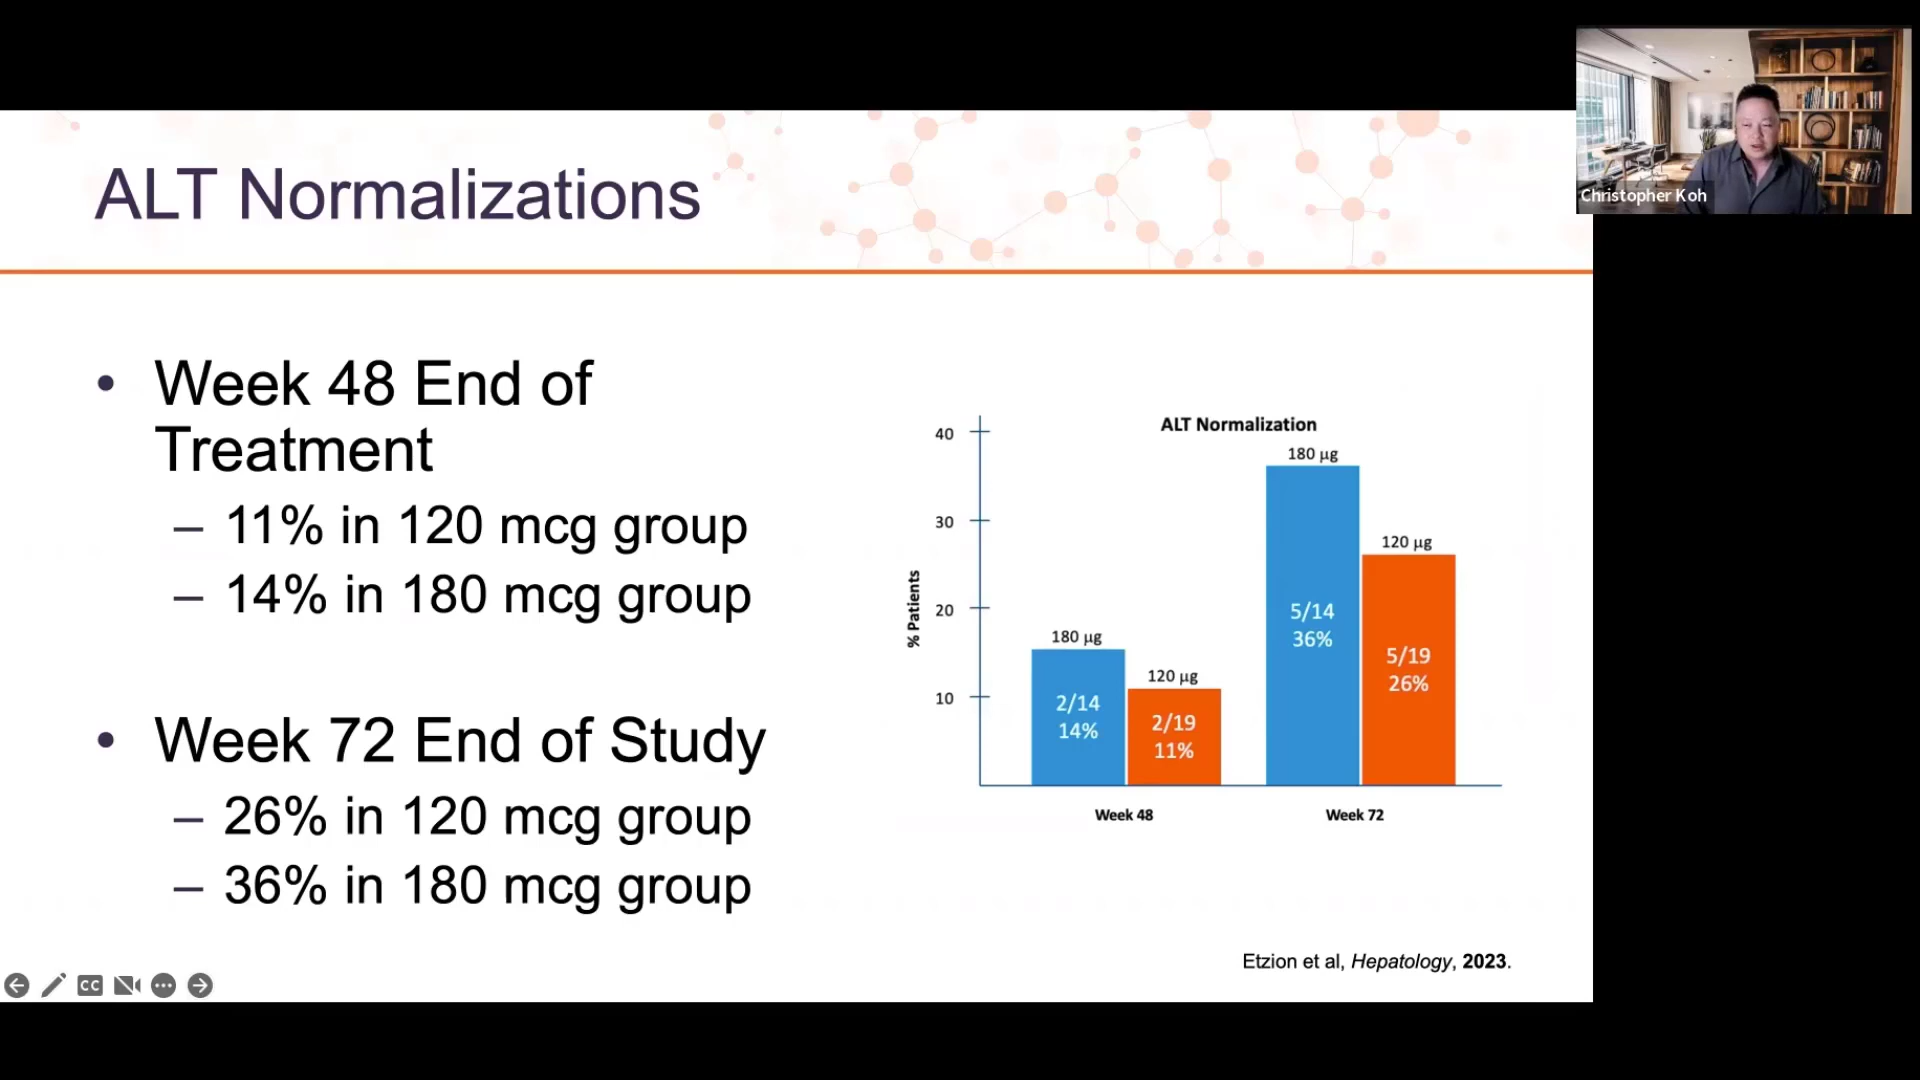 Christopher Koh
ALT Normalizations
• Week 48 End of
Treatment
– 11% in 120 mcg group
– 14% in 180 mcg group
• Week 72 End of Study
– 26% in 120 mcg group
– 36% in 180 mcg group
ALT Normalization
% Patients
40
30
20
10
180 µg
2/14
14%
120 µg
2/19
11%
180 µg
5/14
36%
120 µg
5/19
26%
Week 48
Week 72
Etzion et al, Hepatology, 2023.
CC